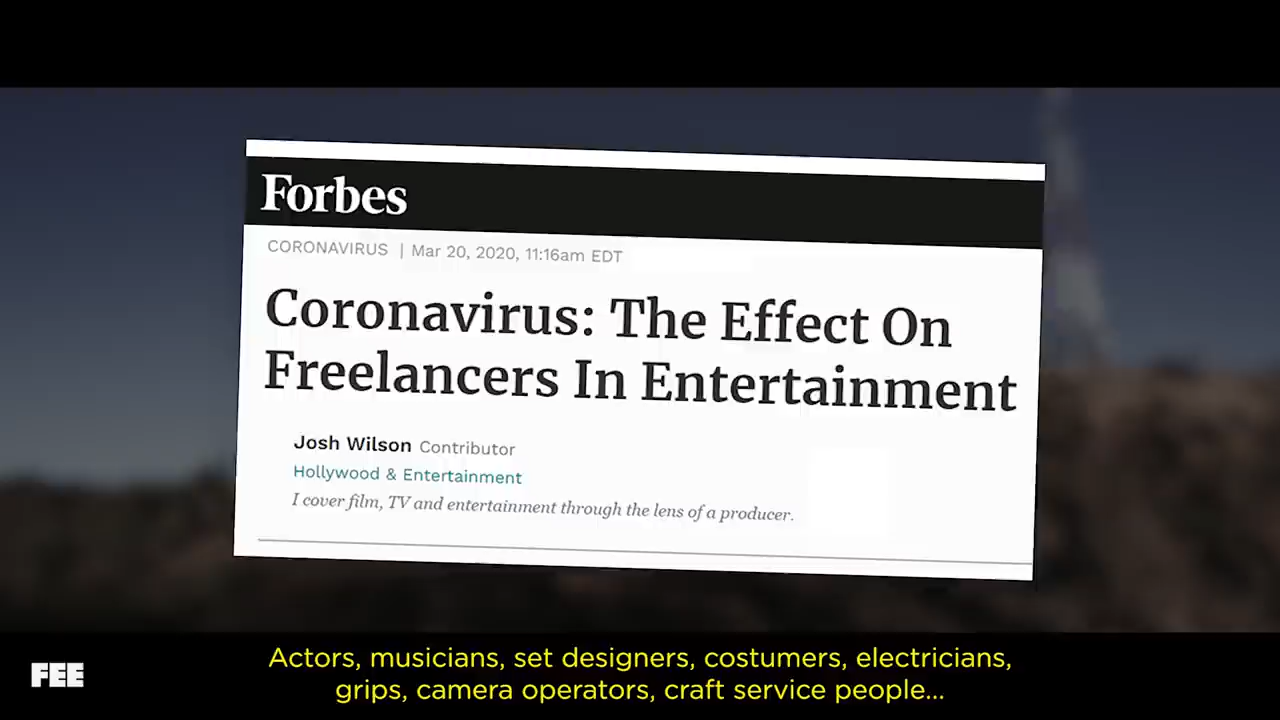 Forbes
CORONAVIRUS | Mar 20, 2020, 11:16am EDT
Coronavirus: The Effect On
Freelancers In Entertainment
Josh Wilson Contributor
Hollywood & Entertainment
I cover film, TV and entertainment through the lens of a producer.
Actors, musicians, set designers, costumers, electricians,
grips, camera operators, craft service people...
FEE